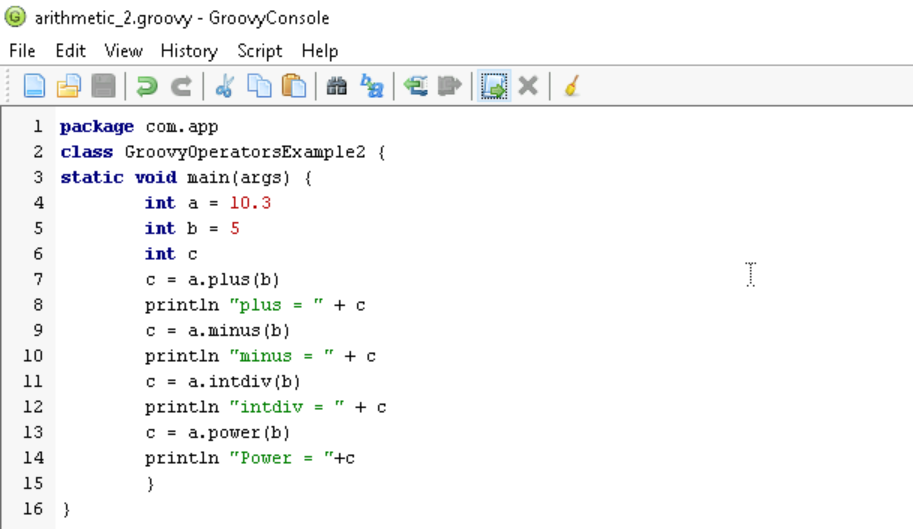 arithmetic_2.groovy - GroovyConsole
File Edit View History Script Help
1 package com.app
2 class GroovyOperatorsExample2 {
3 static void main(args) {
4 int a = 10.3
5 int b = 5
6 int c
7 c = a.plus(b)
8 println "plus = " + c
9 c = a.minus(b)
10 println "minus = " + c
11 c = a.intdiv(b)
12 println "intdiv = " + c
13 c = a.power(b)
14 println "Power = "+c
15 }
16 }